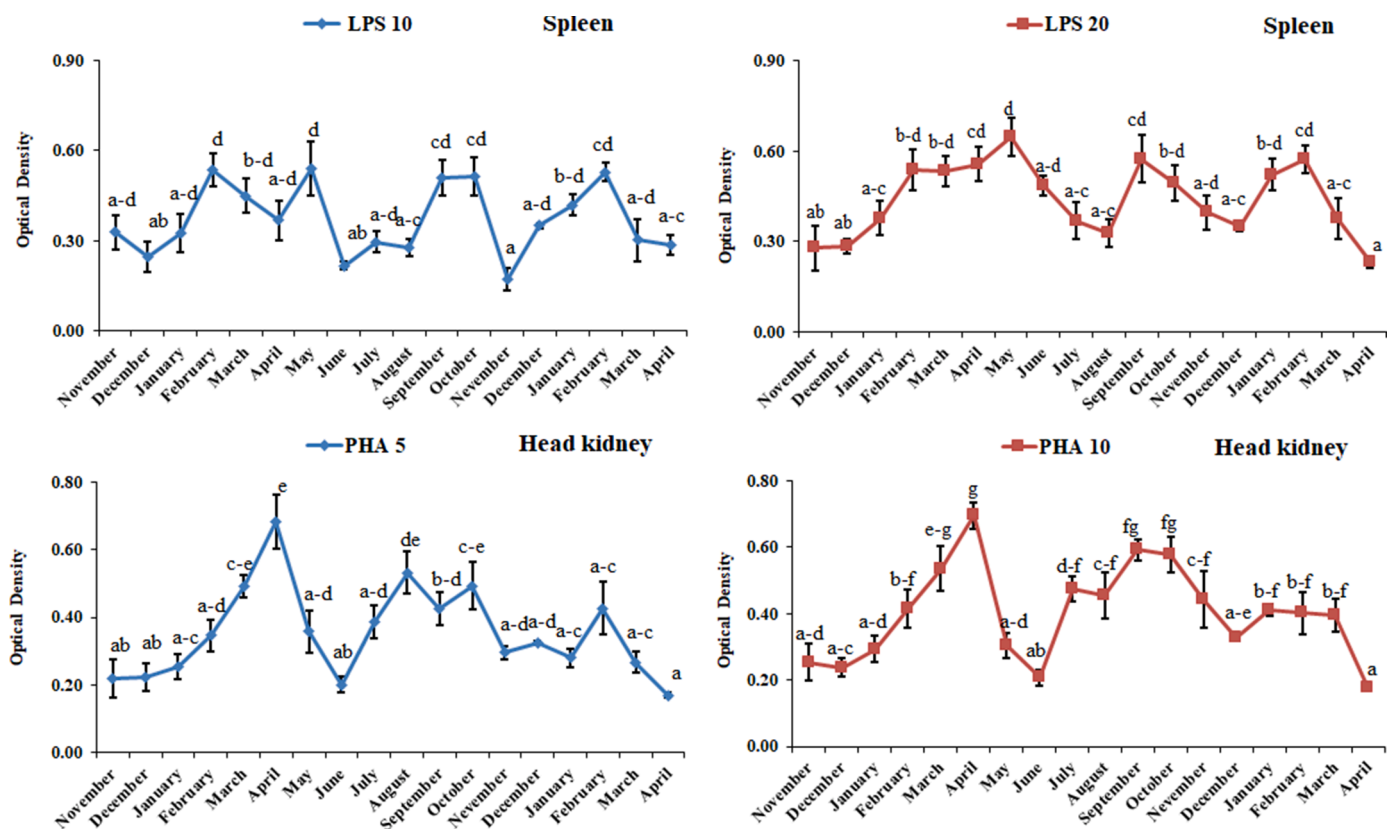 LPS 10 Spleen
0.90
0.60
0.30
0.00
Optical Density
a-d ab a-d d b-d a-d d ab a-d a-c cd cd a a-d b-d cd a-d a-c
November December January February March April May June July August September October Nevember December January February March April
LPS 20 Spleen
0.90
0.60
0.30
0.00
Optical Density
ab ab a-c b-d b-d cd d a-d a-c a-c cd b-d a-d a-c b-d cd a-c a
November December January February March April May June July August September October Nevember December January February March April
PHA 5 Head kidney
0.80
0.60
0.40
0.20
0.00
Optical Density
ab ab a-c a-d c-e e a-d ab a-d de b-d c-e a-d a-d a-c a-c a-c a
November December January February March April May June July August September October Nevember December January February March April
PHA 10 Head kidney
0.80
0.60
0.40
0.20
0.00
Optical Density
a-d a-c a-d b-f e-g g a-d ab d-f c-f fg fg c-f a-e b-f b-f b-f a
November December January February March April May June July August September October Nevember December January February March April